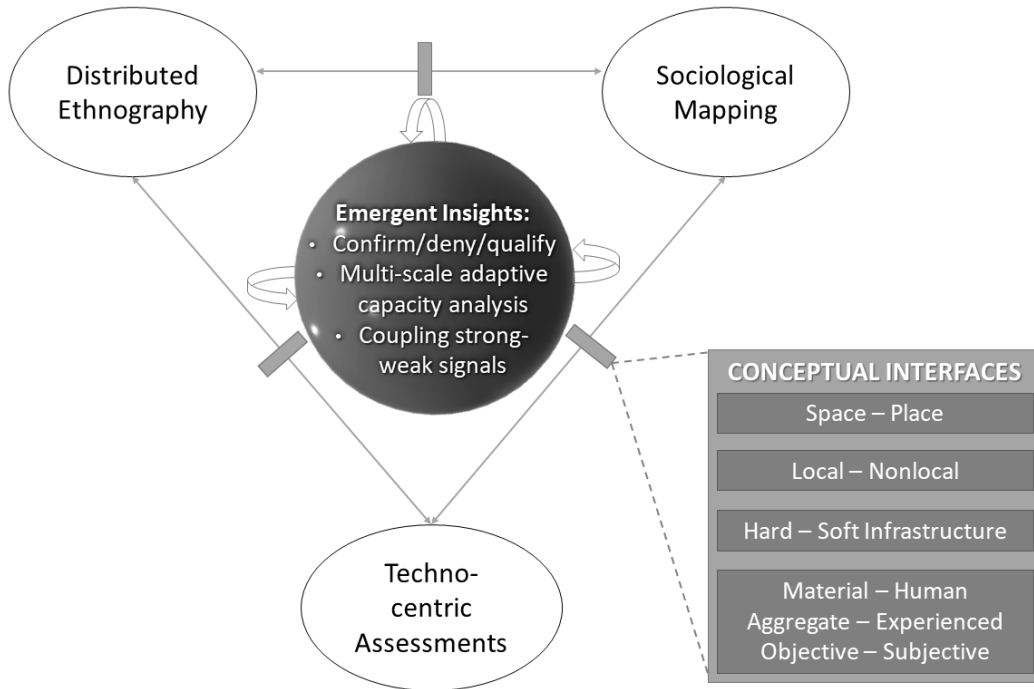 Distributed
Ethnography
Sociological
Mapping
Emergent Insights:
• Confirm/deny/qualify
• Multi-scale adaptive
capacity analysis
• Coupling strong-
weak signals
Techno-
centric
Assessments
CONCEPTUAL INTERFACES
Space – Place
Local – Nonlocal
Hard – Soft Infrastructure
Material – Human
Aggregate – Experienced
Objective – Subjective